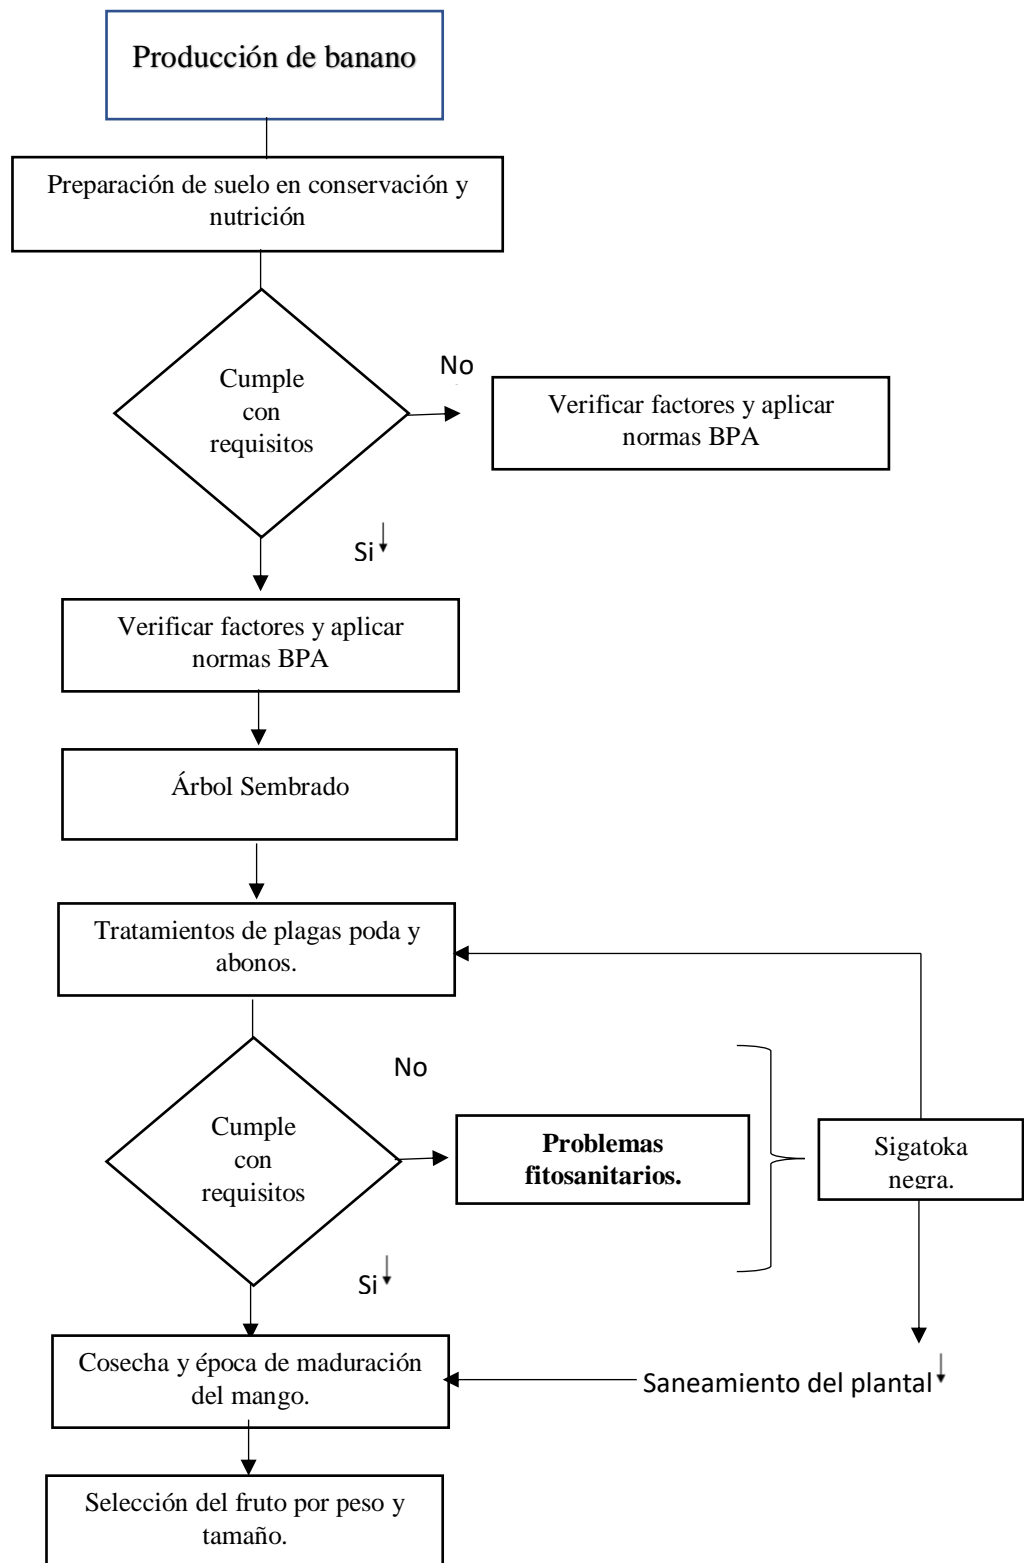 Producción de banano
Preparación de suelo en conservación y
nutrición
Cumple
con
requisitos
No
Verificar factores y aplicar
normas BPA
Si
Verificar factores y aplicar
normas BPA
Árbol Sembrado
Tratamientos de plagas poda y
abonos.
Cumple
con
requisitos
No
Problemas
fitosanitarios.
Sigatoka
negra.
Si
Cosecha y época de maduración
del mango.
Saneamiento del plantal
Selección del fruto por peso y
tamaño.